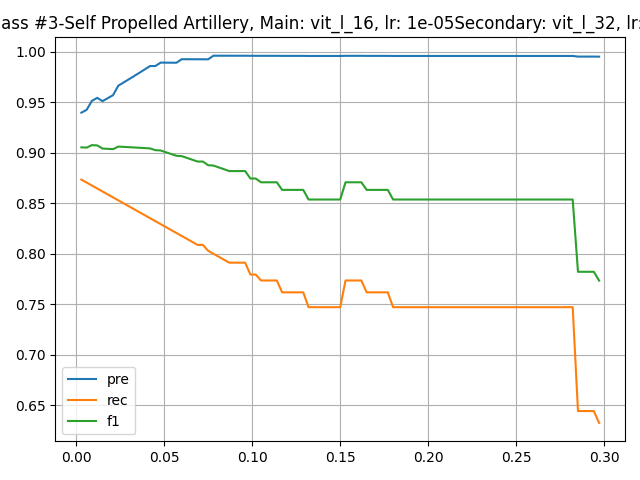 ass #3-Self Propelled Artillery, Main: vit_l_16, lr: 1e-05Secondary: vit_l_32, lr:
1.00
0.95
0.90
0.85
0.80
0.75
0.70
0.65
pre
rec
f1
0.00 0.05 0.10 0.15 0.20 0.25 0.30